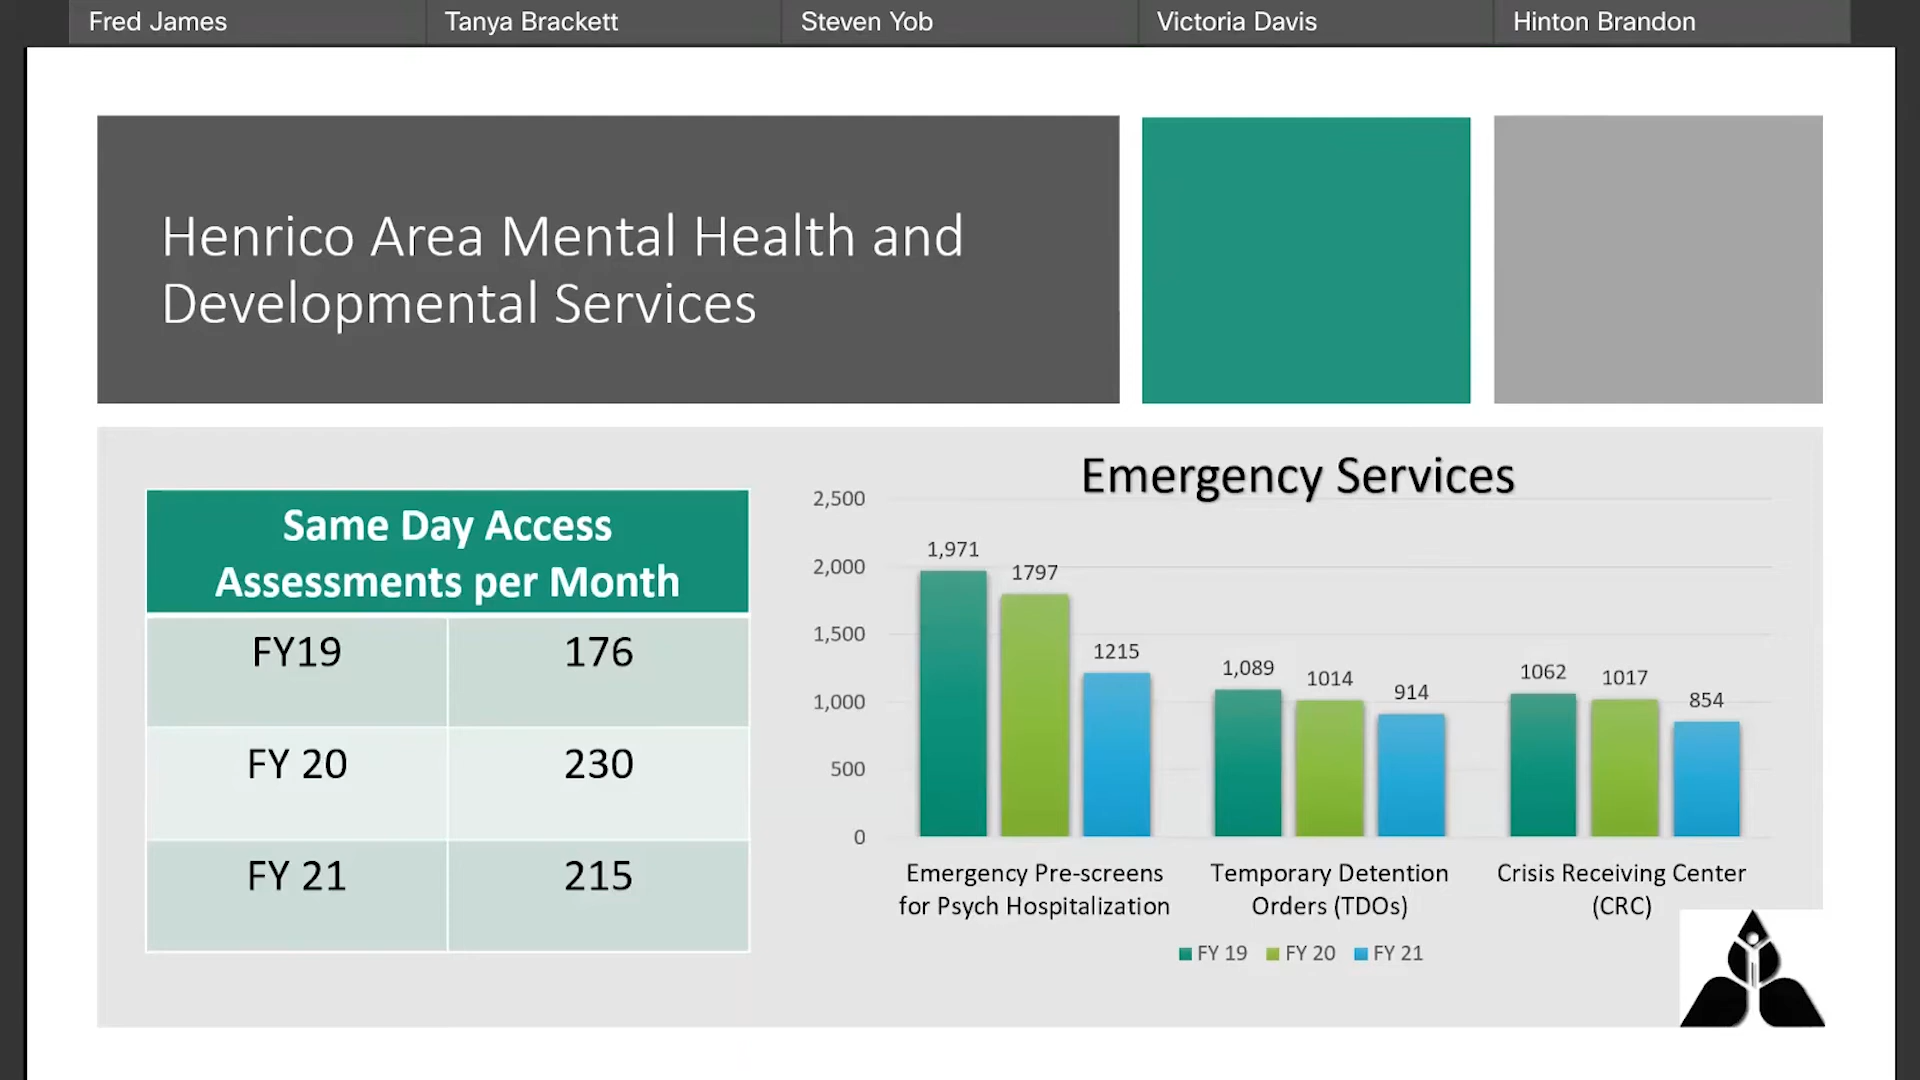 Fred James
Tanya Brackett
Steven Yob
Victoria Davis
Hinton Brandon
Henrico Area Mental Health and
Developmental Services
Same Day Access
Assessments per Month
FY19 176
FY 20 230
FY 21 215
Emergency Services
2,500
2,000
1,500
1,000
500
0
1,971
1797
1215
1,089
1014
914
1062
1017
854
Emergency Pre-screens
for Psych Hospitalization
Temporary Detention
Orders (TDOs)
Crisis Receiving Center
(CRC)
FY 19 FY 20 FY 21